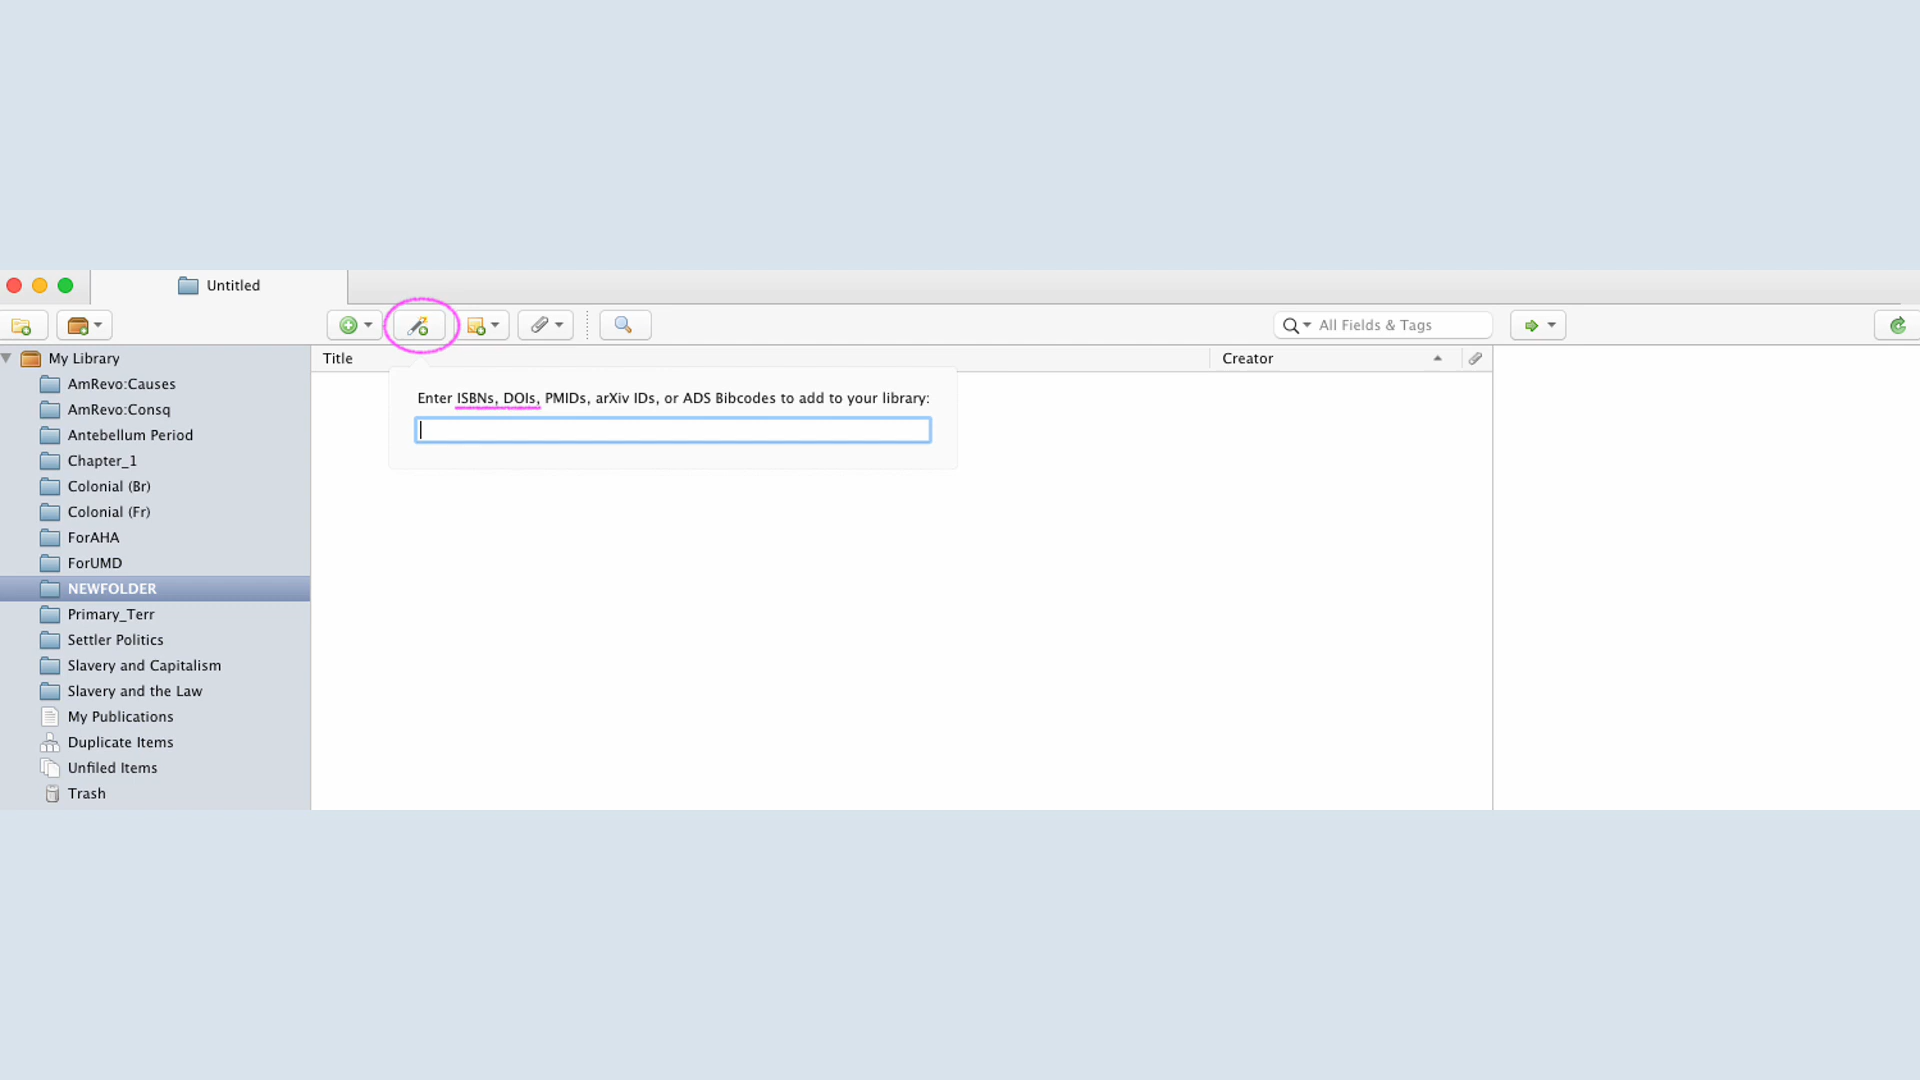 Untitled
All Fields & Tags
My Library
Title
Creator
AmRevo:Causes
Enter ISBNs, DOIs, PMIDs, arXiv IDs, or ADS Bibcodes to add to your library:
AmRevo:Consq
Antebellum Period
Chapter_1
Colonial (Br)
Colonial (Fr)
ForAHA
ForUMD
NEWFOLDER
Primary_Terr
Settler Politics
Slavery and Capitalism
Slavery and the Law
My Publications
Duplicate Items
Unfiled Items
Trash